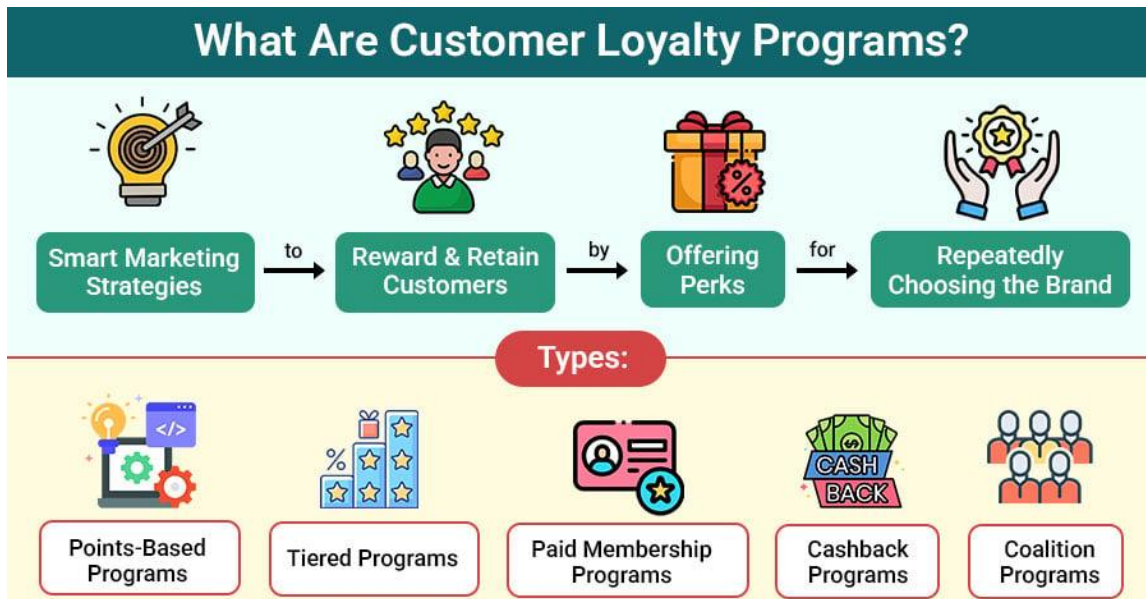 What Are Customer Loyalty Programs?
Smart Marketing
Strategies
to
Reward & Retain
Customers
by
Offering
Perks
for
Repeatedly
Choosing the Brand
%
Types:
</>
%
CASH
BACK
Points-Based
Programs
Tiered Programs
Paid Membership
Programs
Cashback
Programs
Coalition
Programs